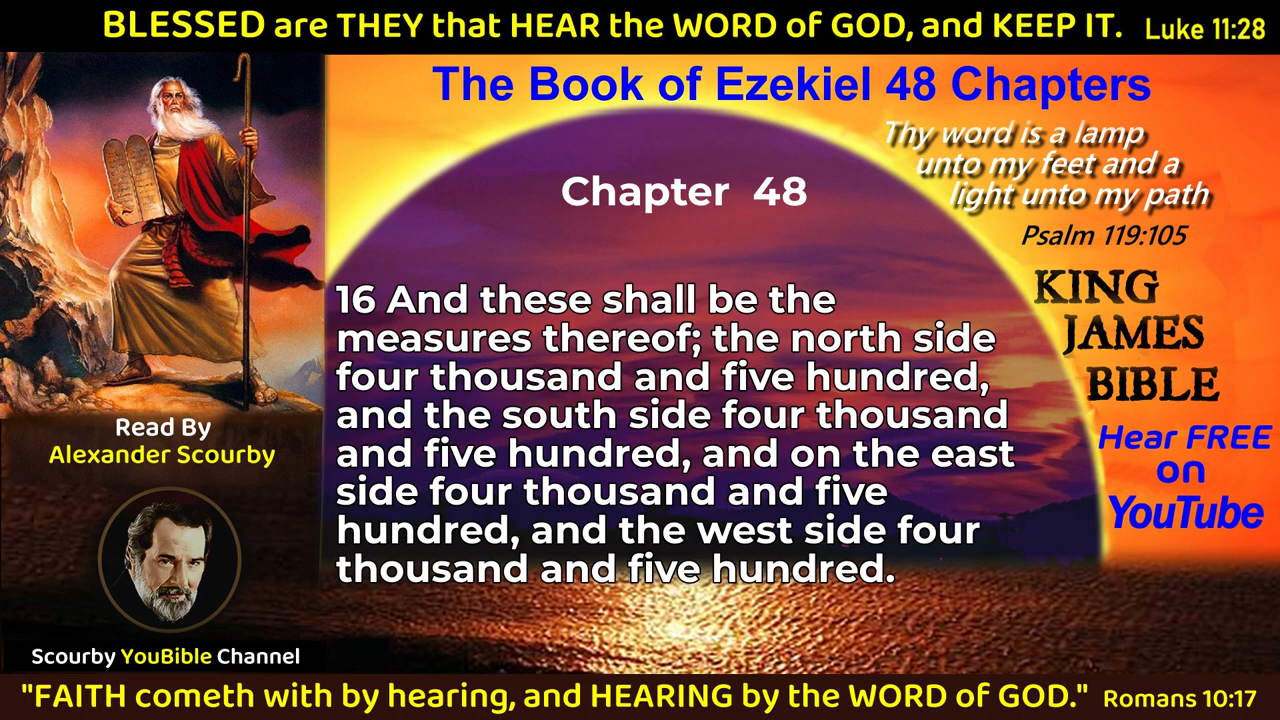 BLESSED are THEY that HEAR the WORD of GOD, and KEEP IT. Luke 11:28
The Book of Ezekiel 48 Chapters
Thy word is a lamp
unto my feet and a
light unto my path
Psalm 119:105
Chapter 48
KING
JAMES
BIBLE
16 And these shall be the
measures thereof; the north side
four thousand and five hundred,
and the south side four thousand
and five hundred, and on the east
side four thousand and five
hundred, and the west side four
thousand and five hundred.
Hear FREE
on
YouTube
Read By
Alexander Scourby
Scourby YouBible Channel
"FAITH cometh with by hearing, and HEARING by the WORD of GOD." Romans 10:17